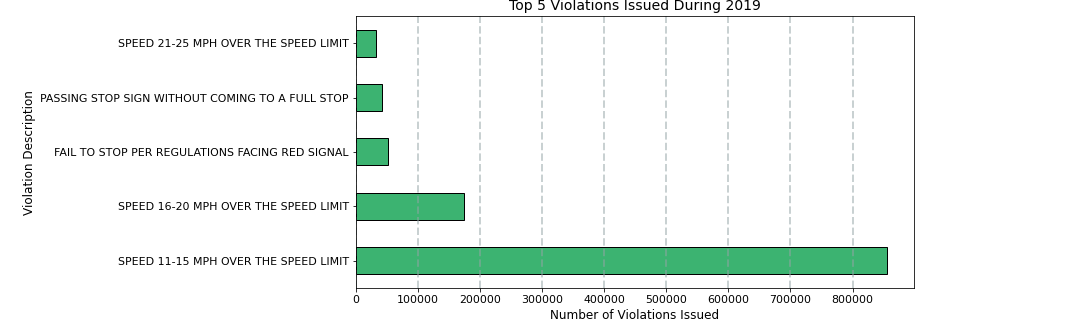 Top 5 Violations Issued During 2019
Violation Description
SPEED 21-25 MPH OVER THE SPEED LIMIT
PASSING STOP SIGN WITHOUT COMING TO A FULL STOP
FAIL TO STOP PER REGULATIONS FACING RED SIGNAL
SPEED 16-20 MPH OVER THE SPEED LIMIT
SPEED 11-15 MPH OVER THE SPEED LIMIT
0 100000 200000 300000 400000 500000 600000 700000 800000
Number of Violations Issued